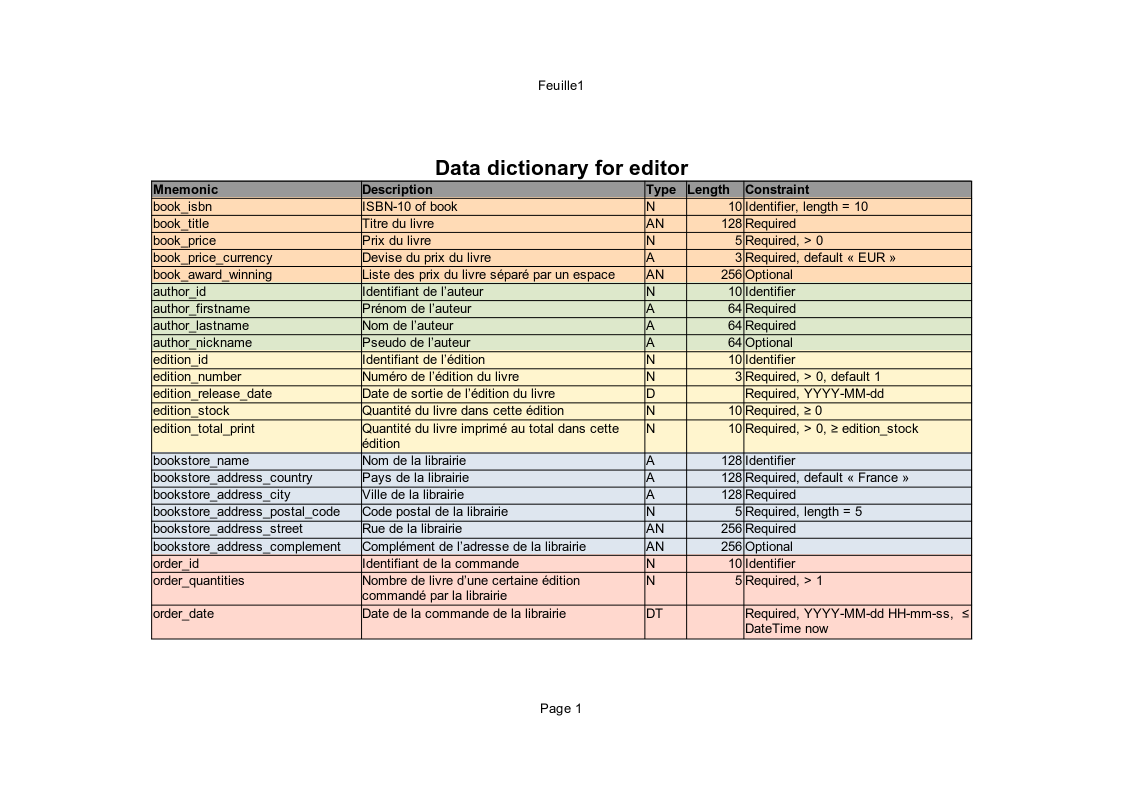 Feuille1
Data dictionary for editor
Mnemonic Description Type Length Constraint
book_isbn ISBN-10 of book N 10 Identifier, length = 10
book_title Titre du livre AN 128 Required
book_price Prix du livre N 5 Required, > 0
book_price_currency Devise du prix du livre A 3 Required, default « EUR »
book_award_winning Liste des prix du livre séparé par un espace AN 256 Optional
author_id Identifiant de l’auteur N 10 Identifier
author_firstname Prénom de l’auteur A 64 Required
author_lastname Nom de l’auteur A 64 Required
author_nickname Pseudo de l’auteur A 64 Optional
edition_id Identifiant de l’édition N 10 Identifier
edition_number Numéro de l’édition du livre N 3 Required, > 0, default 1
edition_release_date Date de sortie de l’édition du livre D Required, YYYY-MM-dd
edition_stock Quantité du livre dans cette édition N 10 Required, ≥ 0
edition_total_print Quantité du livre imprimé au total dans cette N 10 Required, > 0, ≥ edition_stock
édition
bookstore_name Nom de la librairie A 128 Identifier
bookstore_address_country Pays de la librairie A 128 Required, default « France »
bookstore_address_city Ville de la librairie A 128 Required
bookstore_address_postal_code Code postal de la librairie N 5 Required, length = 5
bookstore_address_street Rue de la librairie AN 256 Required
bookstore_address_complement Complément de l’adresse de la librairie AN 256 Optional
order_id Identifiant de la commande N 10 Identifier
order_quantities Nombre de livre d’une certaine édition N 5 Required, > 1
commandé par la librairie
order_date Date de la commande de la librairie DT Required, YYYY-MM-dd HH-mm-ss, ≤
DateTime now
Page 1